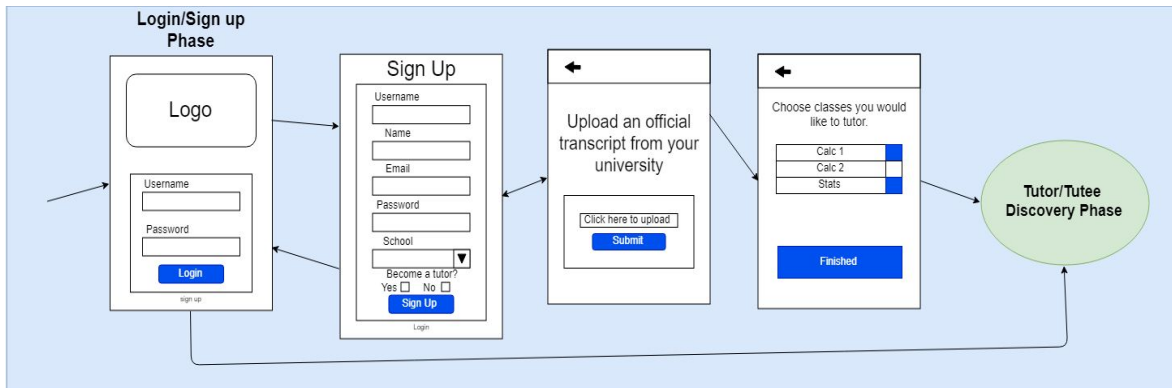 Login/Sign up
Phase
Logo
Username
Password
Login
sign up
Sign Up
Username
Name
Email
Password
School
Become a tutor?
Yes No
Sign Up
Login
Upload an official
transcript from your
university
Click here to upload
Submit
Choose classes you would
like to tutor.
Calc 1
Calc 2
Stats
Finished
Tutor/Tutee
Discovery Phase